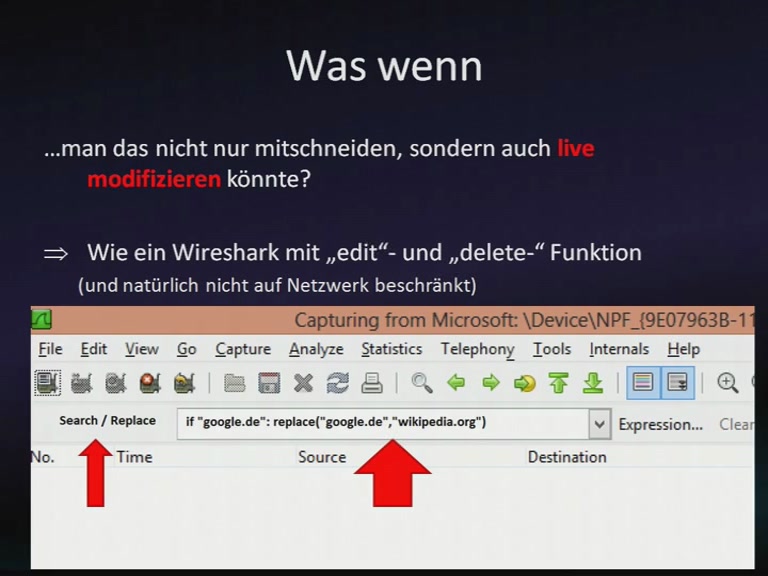 Was wenn
…man das nicht nur mitschneiden, sondern auch live
modifizieren könnte?
⇒ Wie ein Wireshark mit „edit“- und „delete-“ Funktion
(und natürlich nicht auf Netzwerk beschränkt)
Capturing from Microsoft: \Device\NPF_{9E07963B-11
File Edit View Go Capture Analyze Statistics Telephony Tools Internals Help
Search / Replace if "google.de": replace("google.de","wikipedia.org") Expression... Clear
No. Time Source Destination